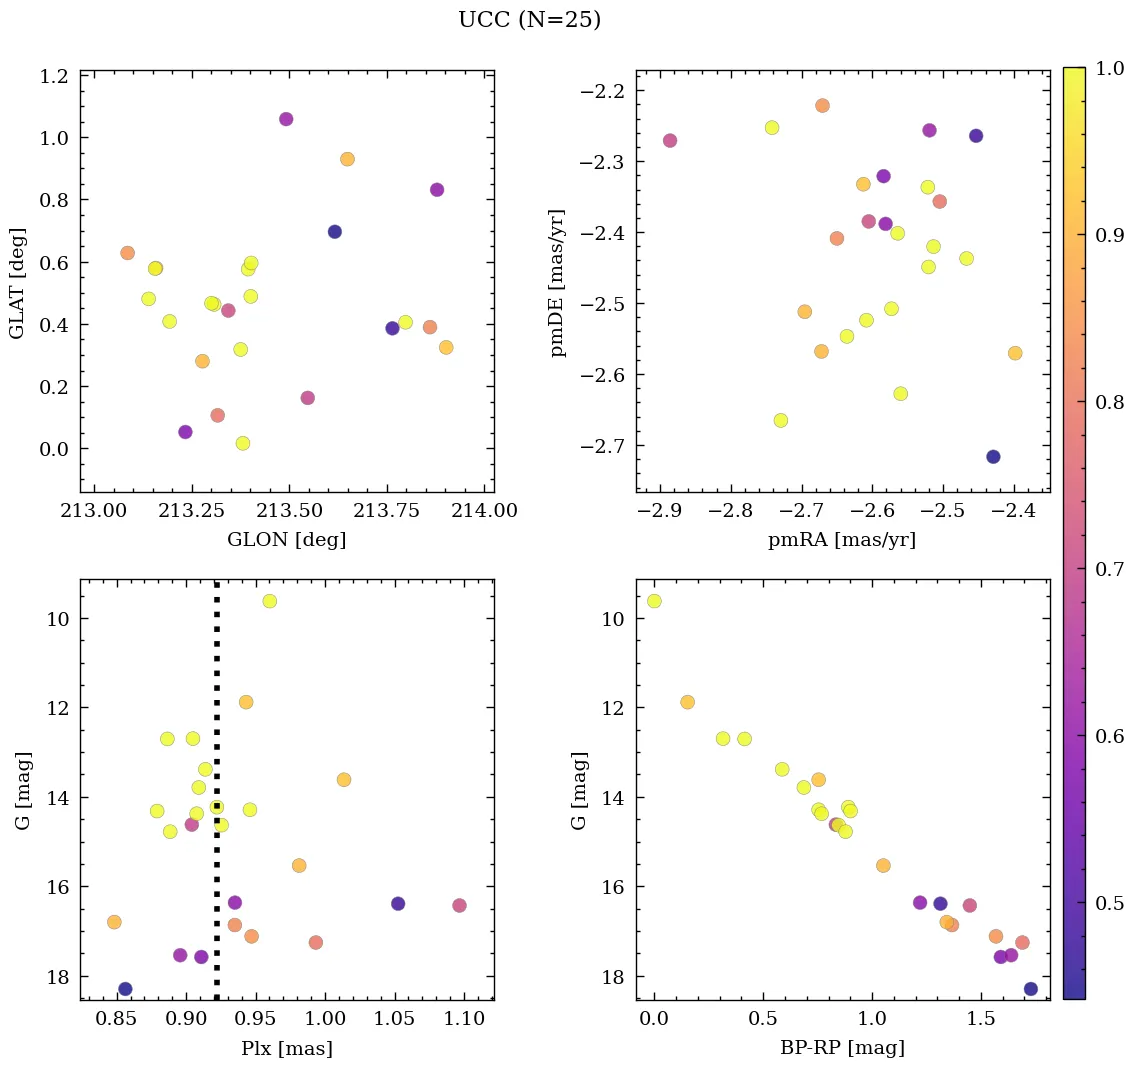 UCC (N=25)
1.2
1.0
0.8
0.6
0.4
0.2
0.0
GLAT [deg]
213.00 213.25 213.50 213.75 214.00
GLON [deg]
−2.2
−2.3
−2.4
−2.5
−2.6
−2.7
pmDE [mas/yr]
−2.9 −2.8 −2.7 −2.6 −2.5 −2.4
pmRA [mas/yr]
10
12
14
16
18
G [mag]
0.85 0.90 0.95 1.00 1.05 1.10
Plx [mas]
10
12
14
16
18
G [mag]
0.0 0.5 1.0 1.5
BP-RP [mag]
1.0
0.9
0.8
0.7
0.6
0.5